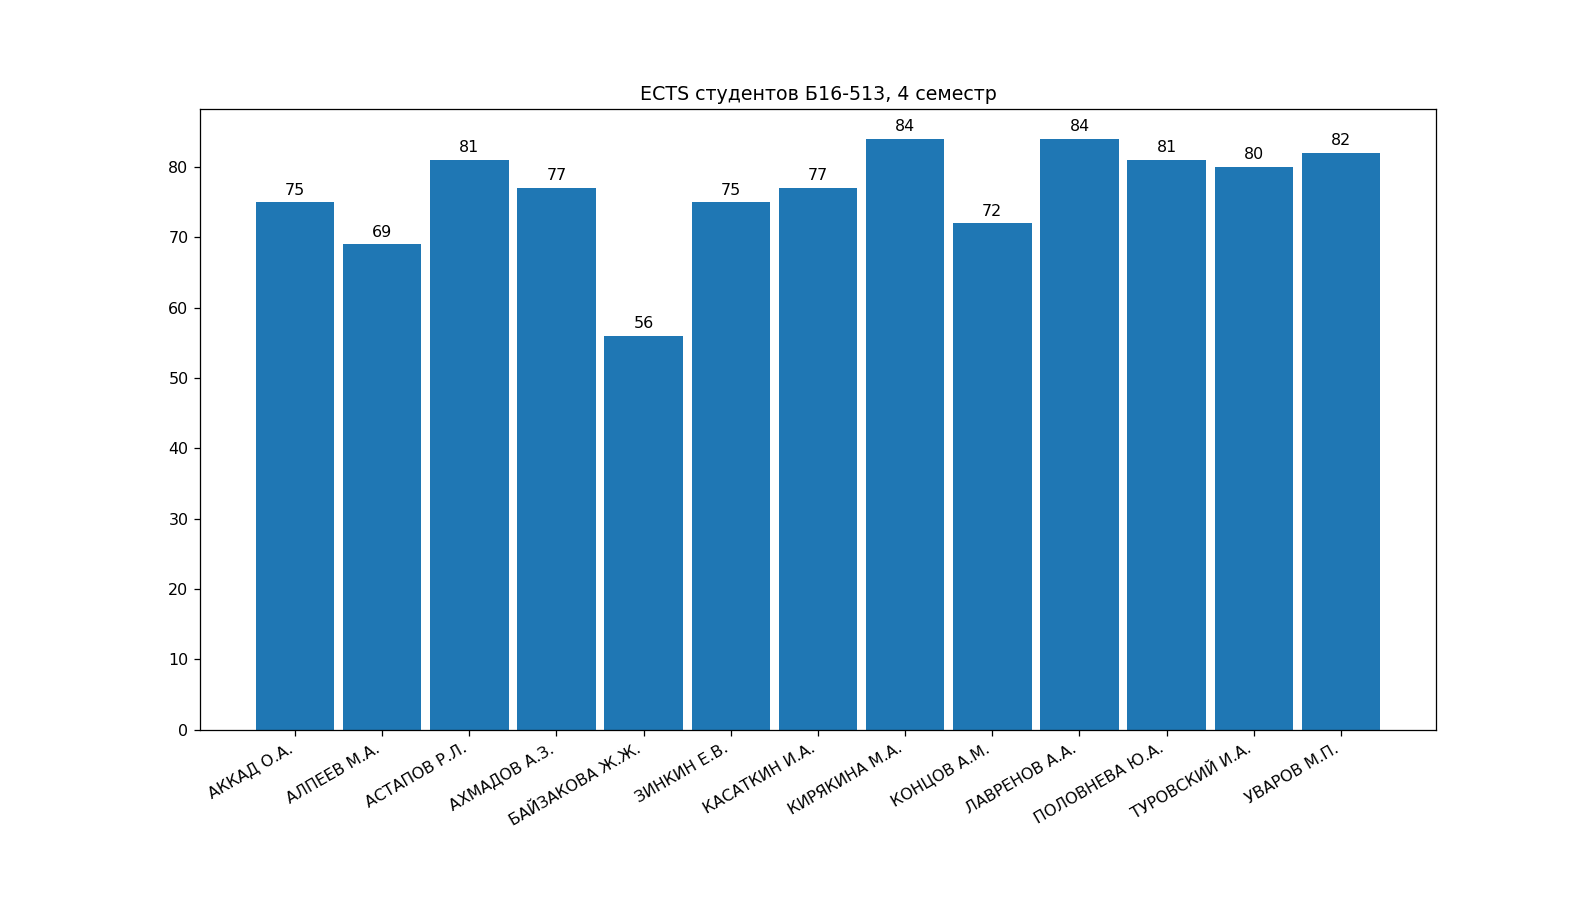 ECTS студентов Б16-513, 4 семестр
84
84
82
81
81
80
80
77
77
75
75
72
70
69
60
56
50
40
30
20
10
0
АККАД О.А.
АЛПЕЕВ М.А.
АСТАПОВ Р.Л.
АХМАДОВ А.З.
БАЙЗАКОВА Ж.Ж.
ЗИНКИН Е.В.
КАСАТКИН И.А.
КИРЯКИНА М.А.
КОНЦОВ А.М.
ЛАВРЕНОВ А.А.
ПОЛОВНЕВА Ю.А.
ТУРОВСКИЙ И.А.
УВАРОВ М.П.